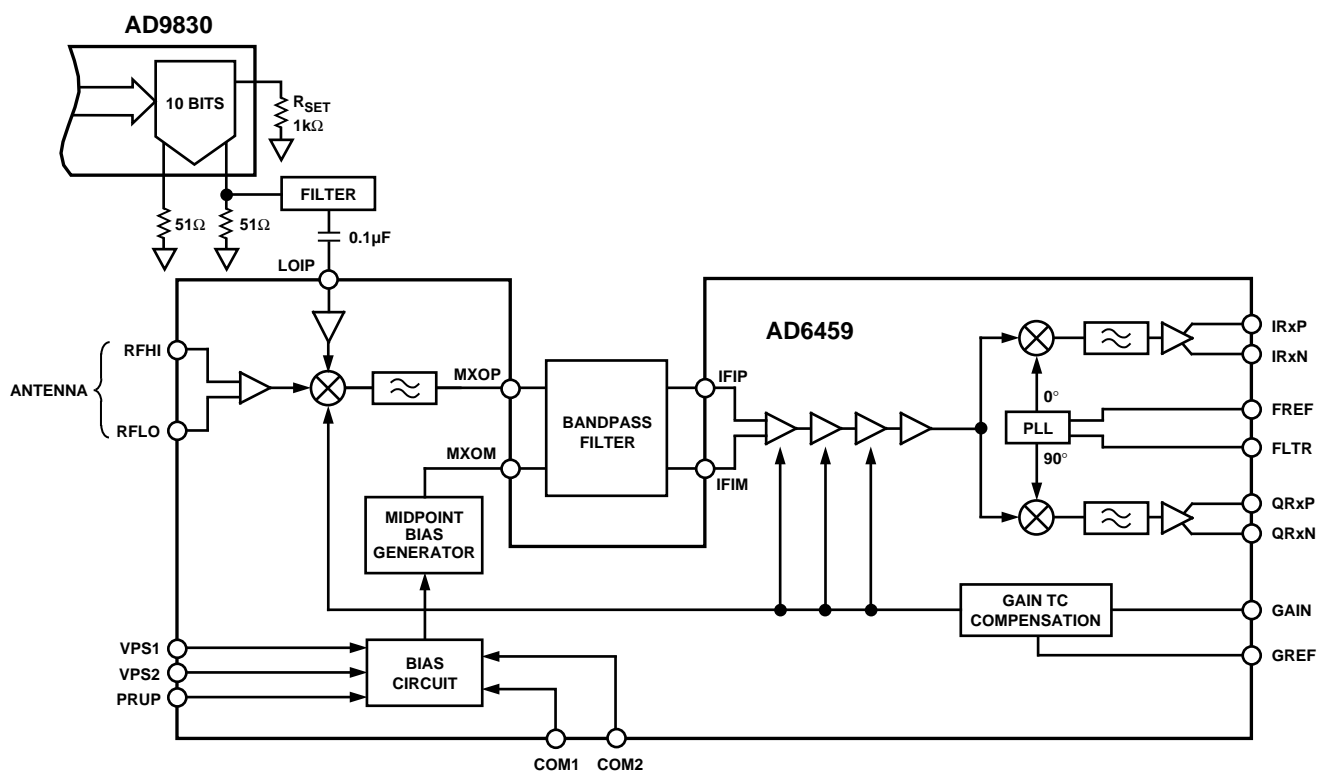 AD9830
10 BITS
RSET
1kΩ
FILTER
51Ω
51Ω
0.1µF
LOIP
AD6459
IRxP
RFHI
IRxN
ANTENNA
MXOP
IFIP
0°
FREF
BANDPASS
FILTER
PLL
RFLO
90°
FLTR
MXOM
IFIM
QRxP
MIDPOINT
BIAS
GENERATOR
QRxN
GAIN TC
COMPENSATION
GAIN
VPS1
BIAS
CIRCUIT
GREF
VPS2
PRUP
COM1
COM2